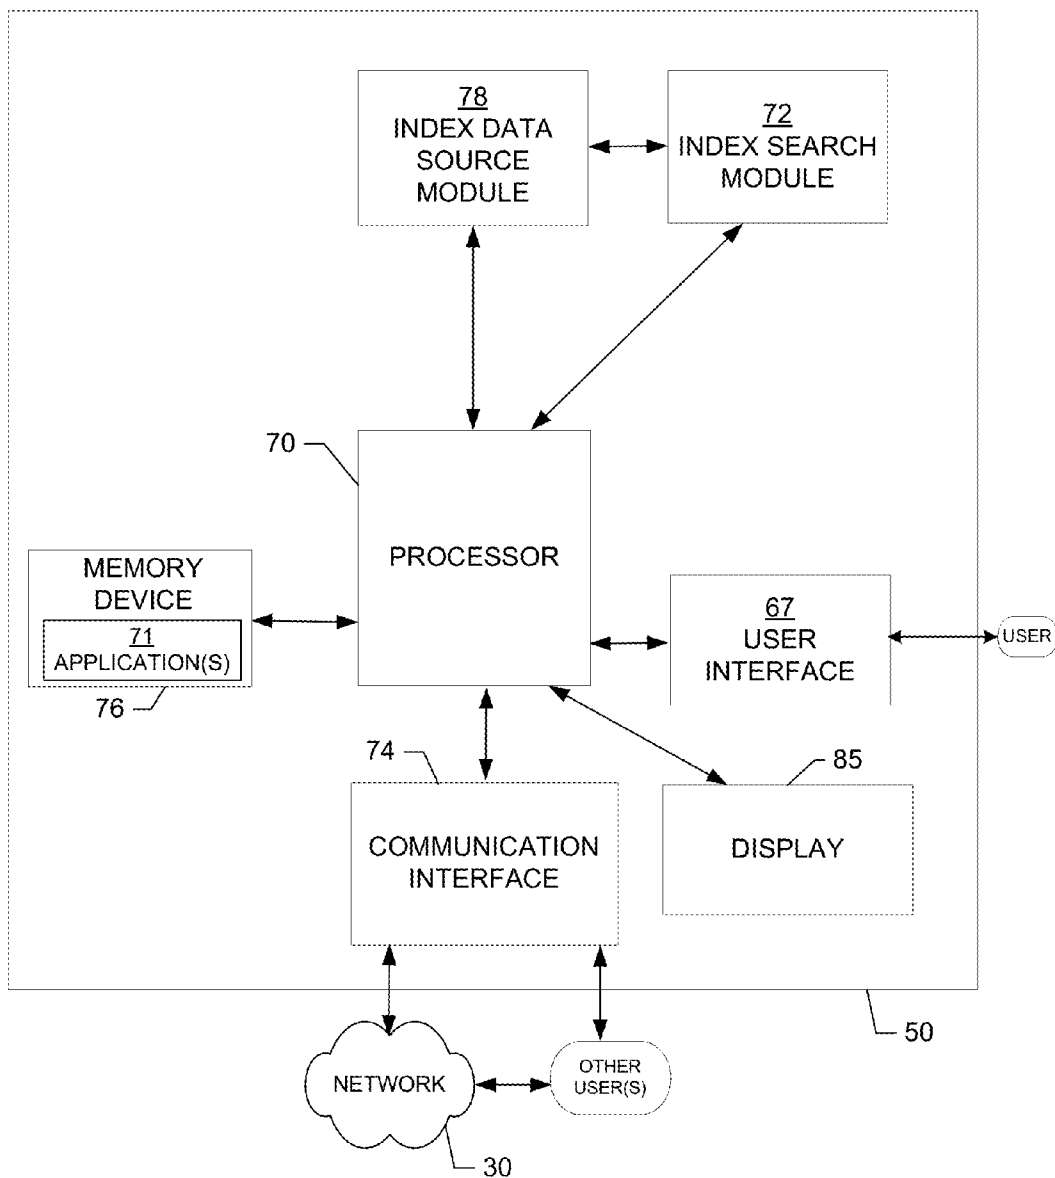 78
INDEX DATA
SOURCE
MODULE
72
INDEX SEARCH
MODULE
70
PROCESSOR
MEMORY
DEVICE
71
APPLICATION(S)
76
67
USER
INTERFACE
USER
74
COMMUNICATION
INTERFACE
85
DISPLAY
50
NETWORK
OTHER
USER(S)
30